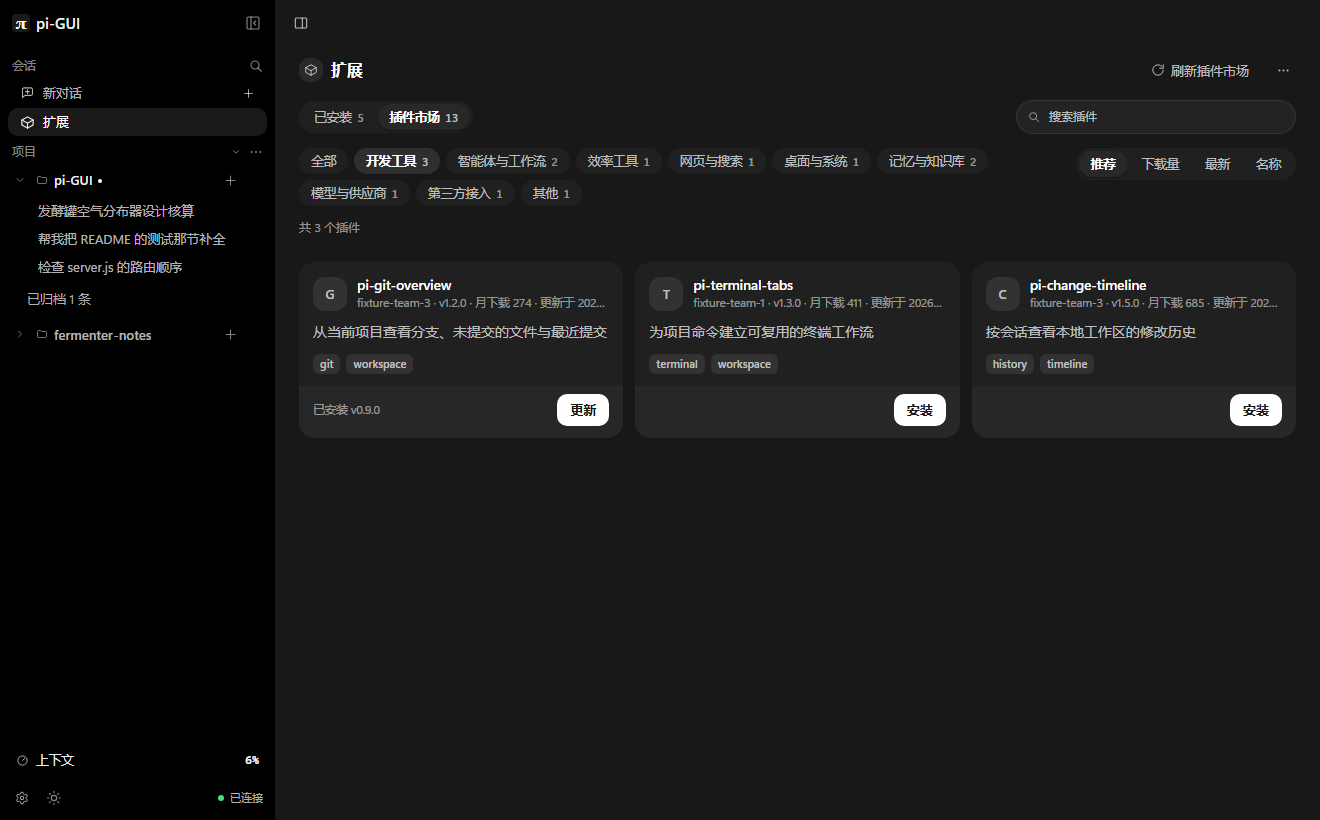 π pi-GUI
会话
新对话
扩展
项目
pi-GUI •
发酵罐空气分布器设计核算
帮我把 README 的测试那节补全
检查 server.js 的路由顺序
已归档 1 条
fermenter-notes
上下文 6%
已连接
扩展
刷新插件市场
已安装 5 插件市场 13
搜索插件
全部 开发工具 3 智能体与工作流 2 效率工具 1 网页与搜索 1 桌面与系统 1 记忆与知识库 2
模型与供应商 1 第三方接入 1 其他 1
推荐 下载量 最新 名称
共 3 个插件
G
pi-git-overview
fixture-team-3 · v1.2.0 · 月下载 274 · 更新于 202...
从当前项目查看分支、未提交的文件与最近提交
git workspace
已安装 v0.9.0 更新
T
pi-terminal-tabs
fixture-team-1 · v1.3.0 · 月下载 411 · 更新于 2026...
为项目命令建立可复用的终端工作流
terminal workspace
安装
C
pi-change-timeline
fixture-team-3 · v1.5.0 · 月下载 685 · 更新于 202...
按会话查看本地工作区的修改历史
history timeline
安装